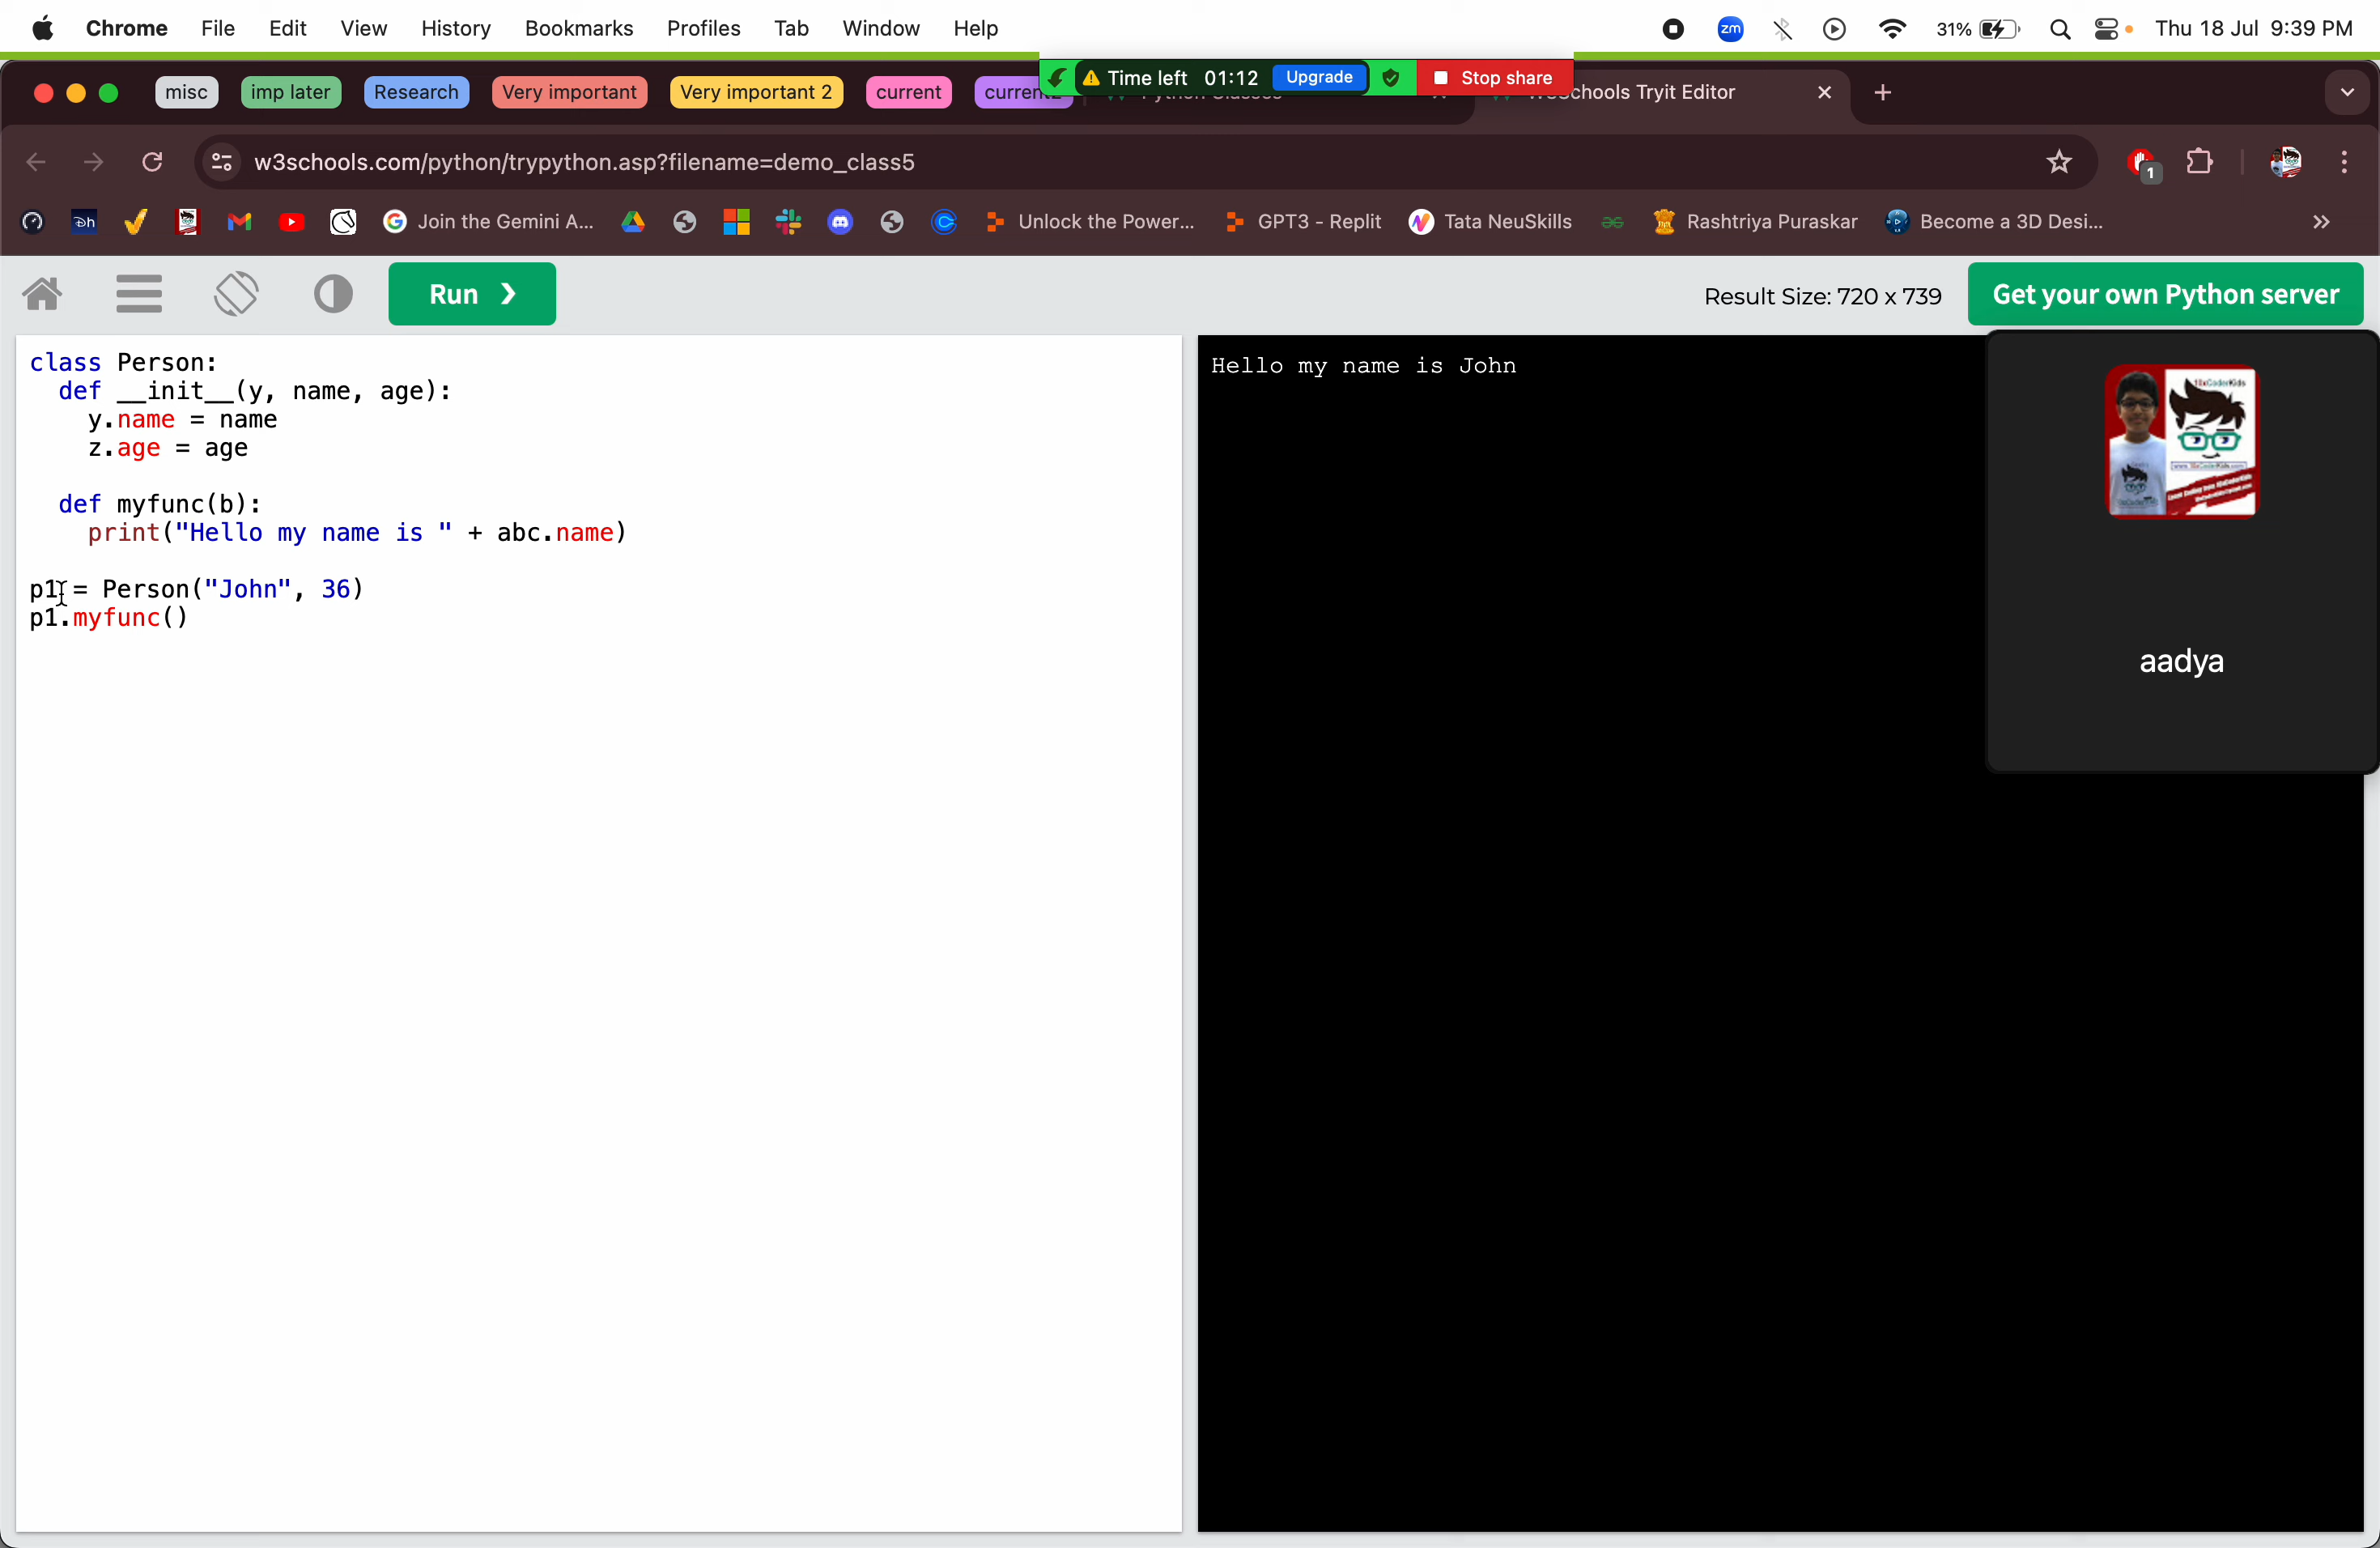 Chrome File Edit View History Bookmarks Profiles Tab Window Help
zm 31% Thu 18 Jul 9:39 PM
Time left 01:12 Upgrade Stop share
misc imp later Research Very important Very important 2 current current2 Python Classes W3Schools Tryit Editor
w3schools.com/python/trypython.asp?filename=demo_class5
1
Join the Gemini A... Unlock the Power... GPT3 - Replit Tata NeuSkills Rashtriya Puraskar Become a 3D Desi...
Run ❯ Result Size: 720 x 739 Get your own Python server
class Person:
  def __init__(y, name, age):
    y.name = name
    z.age = age
  def myfunc(b):
    print("Hello my name is " + abc.name)
p1 = Person("John", 36)
p1.myfunc()
Hello my name is John
aadya